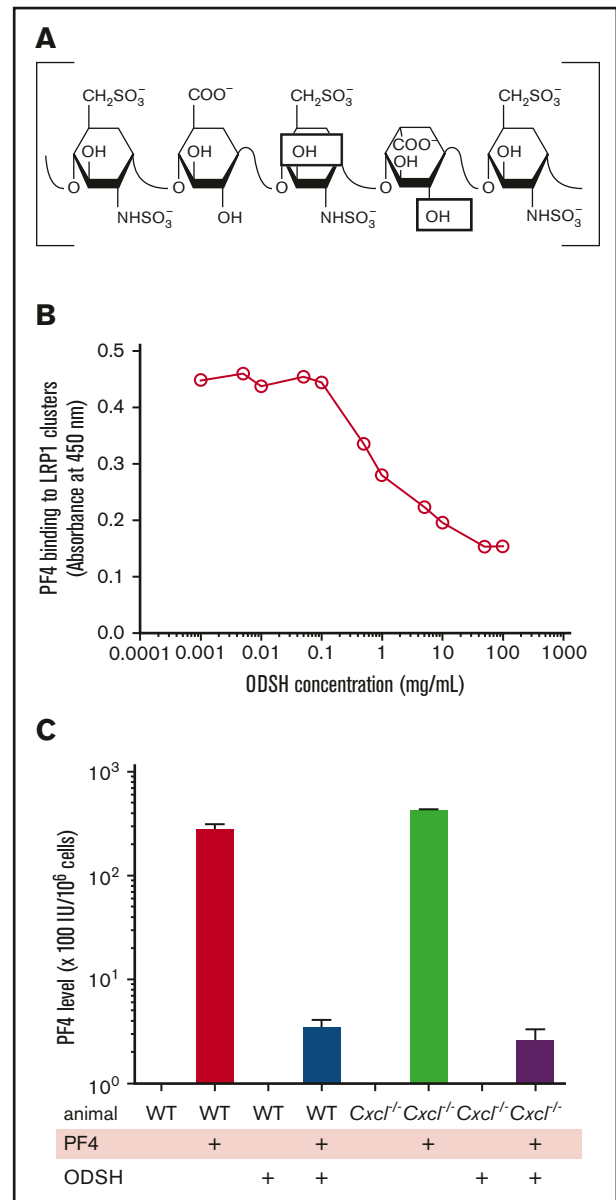 A
CH₂SO₃⁻ COO⁻ CH₂SO₃⁻ CH₂SO₃⁻
COO⁻
OH OH OH OH OH
O O O O O
NHSO₃⁻ OH NHSO₃⁻ OH NHSO₃⁻
B
PF4 binding to LRP1 clusters
(Absorbance at 450 nm)
0.5
0.4
0.3
0.2
0.1
0.0
0.0001 0.001 0.01 0.1 1 10 100 1000
ODSH concentration (mg/mL)
C
PF4 level (x 100 IU/10⁶ cells)
10³
10²
10¹
10⁰
animal WT WT WT WT Cxcl⁻/⁻ Cxcl⁻/⁻ Cxcl⁻/⁻ Cxcl⁻/⁻
PF4 + + + +
ODSH + + + +